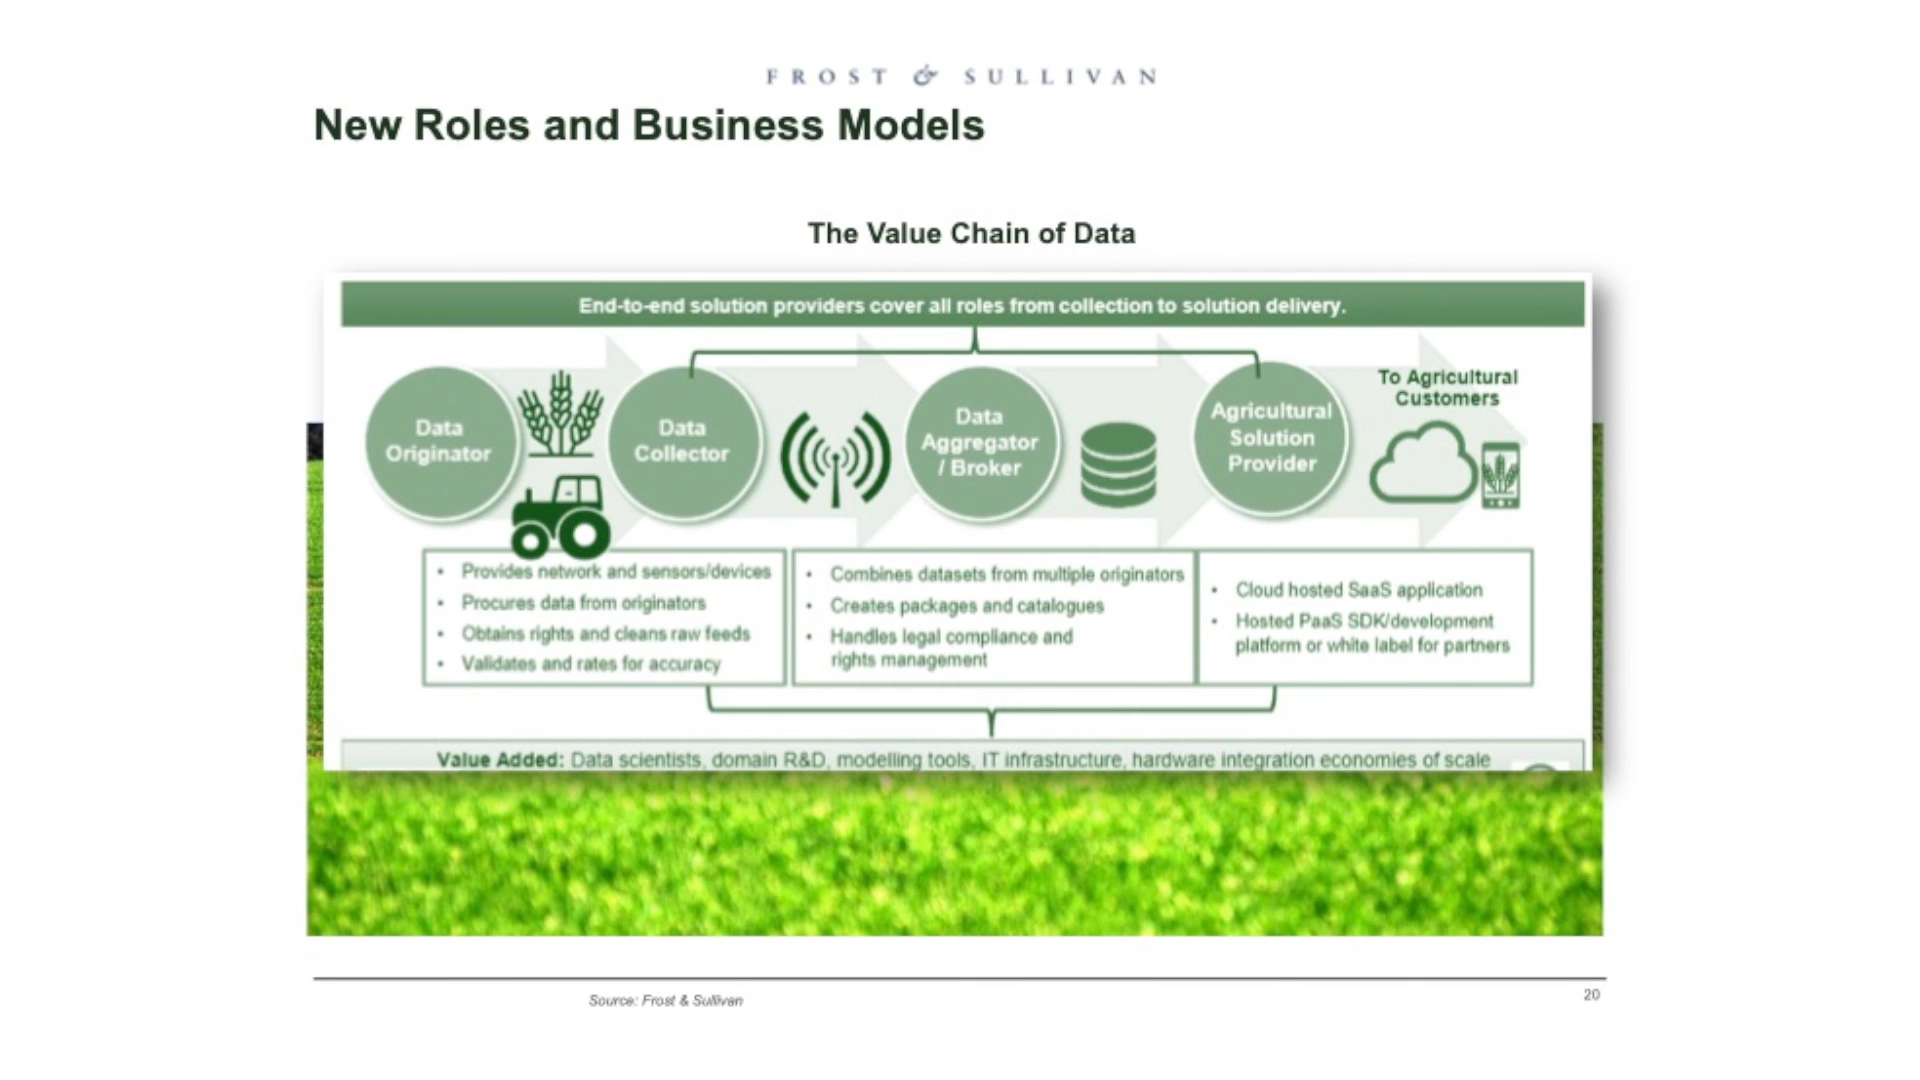 FROST & SULLIVAN
New Roles and Business Models
The Value Chain of Data
End-to-end solution providers cover all roles from collection to solution delivery.
Data
Originator
Data
Collector
Data
Aggregator
/ Broker
Agricultural
Solution
Provider
To Agricultural
Customers
• Provides network and sensors/devices
• Procures data from originators
• Obtains rights and cleans raw feeds
• Validates and rates for accuracy
• Combines datasets from multiple originators
• Creates packages and catalogues
• Handles legal compliance and
rights management
• Cloud hosted SaaS application
• Hosted PaaS SDK/development
platform or white label for partners
Value Added: Data scientists, domain R&D, modelling tools, IT infrastructure, hardware integration economies of scale
Source: Frost & Sullivan
20